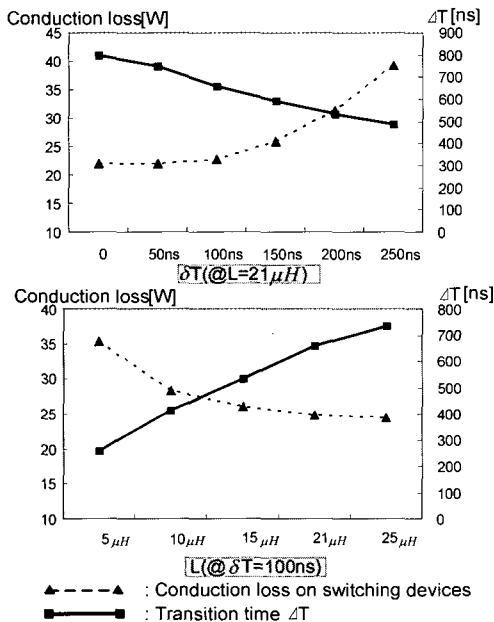 Conduction loss[W] ⊿T[ns]
45 900
40 800
35 700
30 600
25 500
20 400
15 300
10 200
100
0
0 50ns 100ns 150ns 200ns 250ns
δT(@L=21μH)
Conduction loss[W] ⊿T[ns]
40 800
35 700
30 600
25 500
20 400
15 300
10 200
100
0
5μH 10μH 15μH 21μH 25μH
L(@δT=100ns)
: Conduction loss on switching devices
: Transition time ⊿T